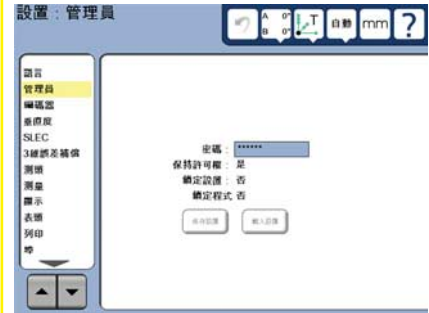 設置：管理員
A 0°
B 0°
T
自動
mm
?
語言
管理員
編碼器
垂直度
SLEC
3維誤差補償
測頭
測量
顯示
表頭
列印
密碼： ******
保持許可權： 是
鎖定設置： 否
鎖定程式 否